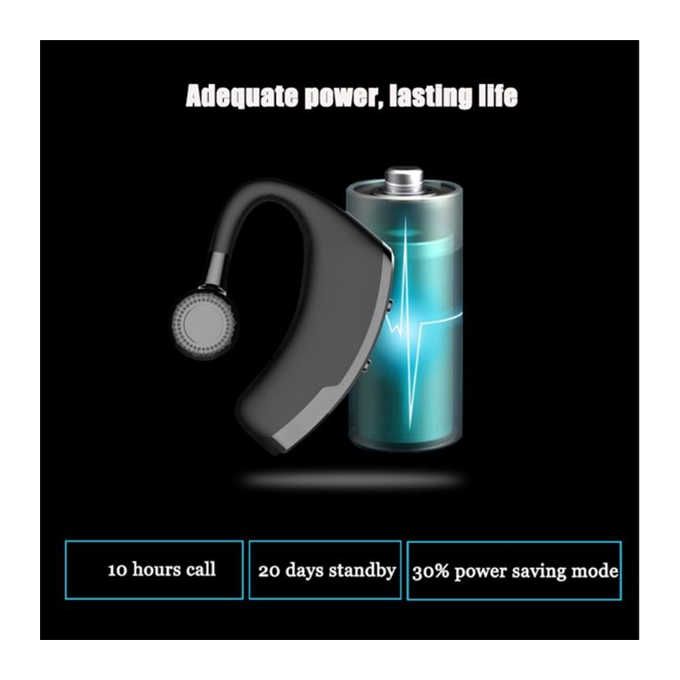 Adequate power, lasting life
10 hours call
20 days standby
30% power saving mode